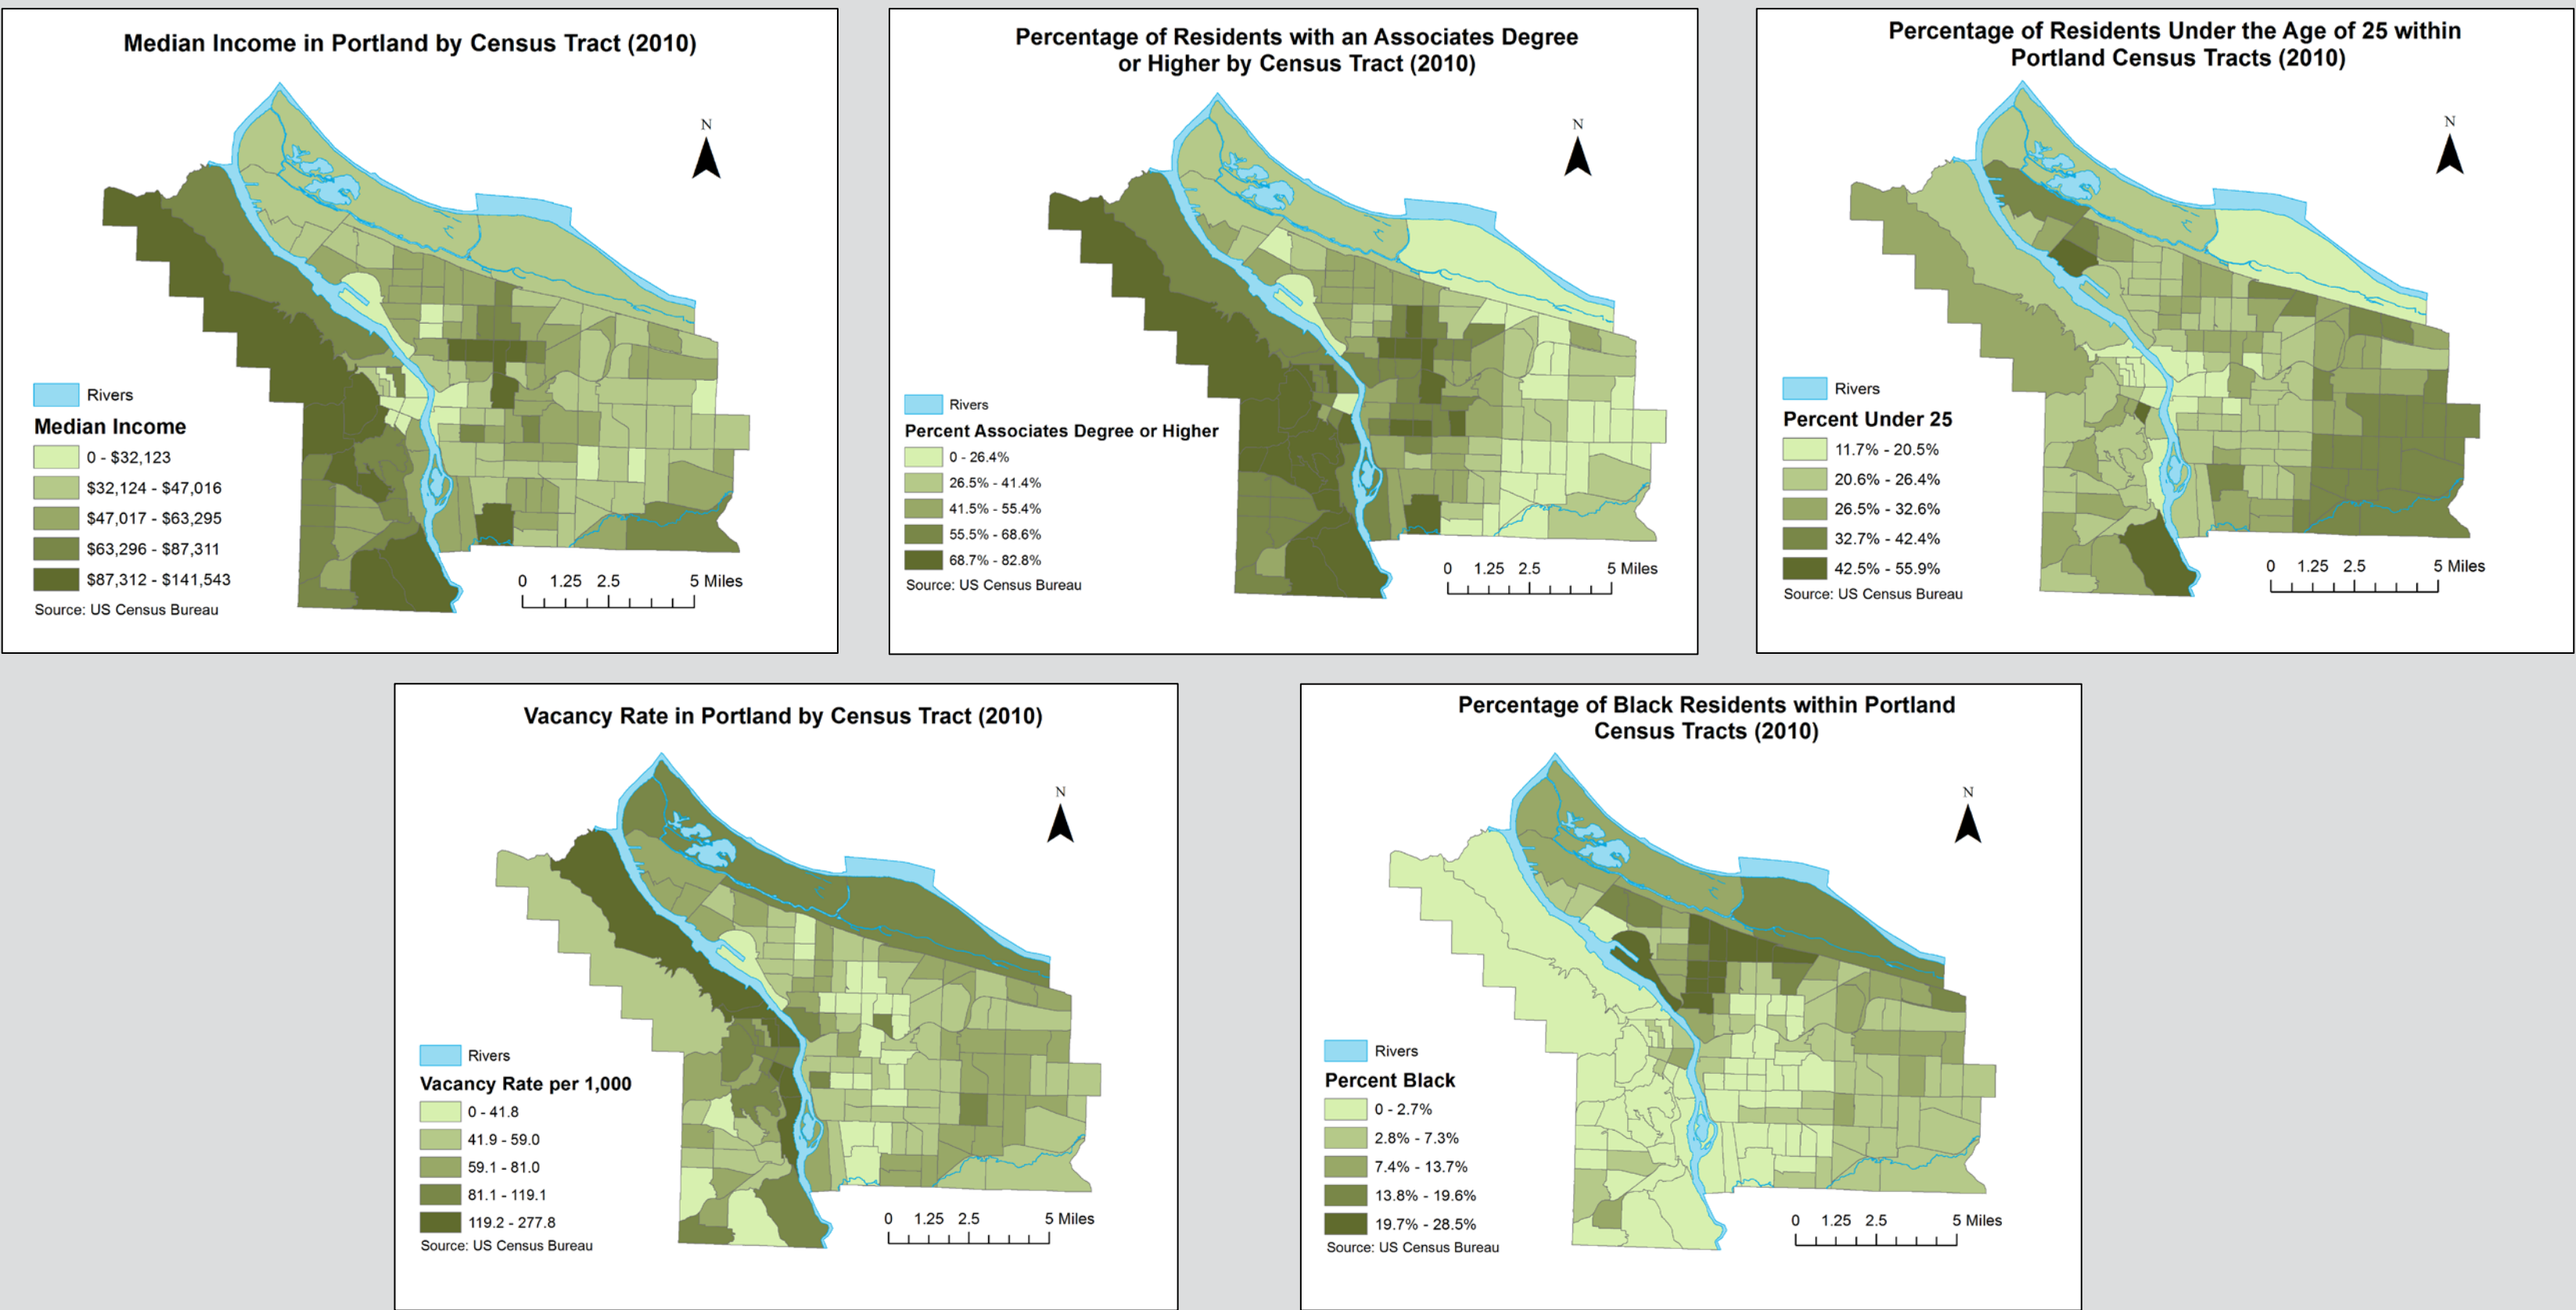 Median Income in Portland by Census Tract (2010)
N
Rivers
Median Income
0 - $32,123
$32,124 - $47,016
$47,017 - $63,295
$63,296 - $87,311
$87,312 - $141,543
Source: US Census Bureau
0 1.25 2.5 5 Miles
Percentage of Residents with an Associates Degree
or Higher by Census Tract (2010)
N
Rivers
Percent Associates Degree or Higher
0 - 26.4%
26.5% - 41.4%
41.5% - 55.4%
55.5% - 68.6%
68.7% - 82.8%
Source: US Census Bureau
0 1.25 2.5 5 Miles
Percentage of Residents Under the Age of 25 within
Portland Census Tracts (2010)
N
Rivers
Percent Under 25
11.7% - 20.5%
20.6% - 26.4%
26.5% - 32.6%
32.7% - 42.4%
42.5% - 55.9%
Source: US Census Bureau
0 1.25 2.5 5 Miles
Vacancy Rate in Portland by Census Tract (2010)
N
Rivers
Vacancy Rate per 1,000
0 - 41.8
41.9 - 59.0
59.1 - 81.0
81.1 - 119.1
119.2 - 277.8
Source: US Census Bureau
0 1.25 2.5 5 Miles
Percentage of Black Residents within Portland
Census Tracts (2010)
N
Rivers
Percent Black
0 - 2.7%
2.8% - 7.3%
7.4% - 13.7%
13.8% - 19.6%
19.7% - 28.5%
Source: US Census Bureau
0 1.25 2.5 5 Miles